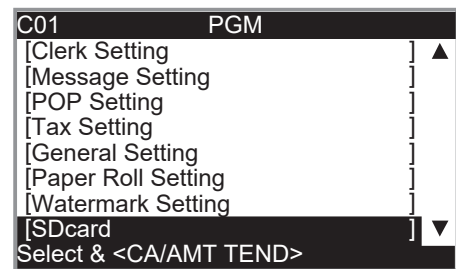 C01 PGM
[Clerk Setting ] ▲
[Message Setting ]
[POP Setting ]
[Tax Setting ]
[General Setting ]
[Paper Roll Setting ]
[Watermark Setting ]
[SDcard ] ▼
Select & <CA/AMT TEND>